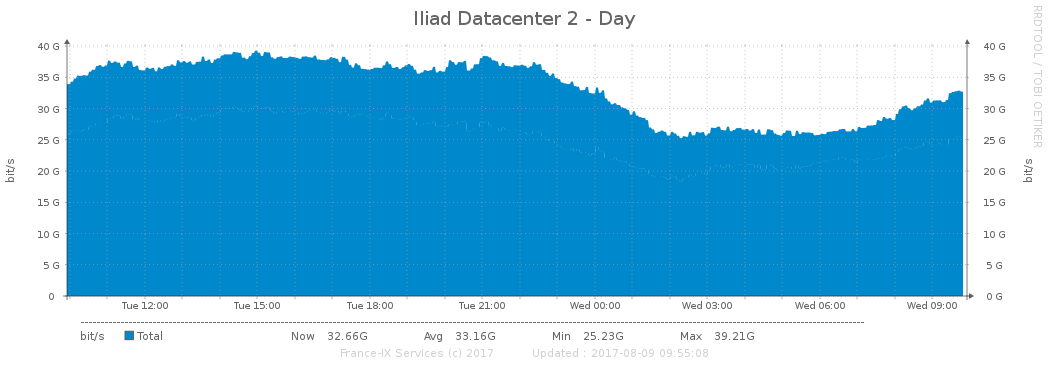 Iliad Datacenter 2 - Day
RRDTOOL / TOBI OETIKER
40 G 40 G
35 G 35 G
30 G 30 G
25 G 25 G
20 G 20 G
15 G 15 G
10 G 10 G
5 G 5 G
0 0 G
bit/s bit/s
Tue 12:00 Tue 15:00 Tue 18:00 Tue 21:00 Wed 00:00 Wed 03:00 Wed 06:00 Wed 09:00
bit/s Total Now 32.66G Avg 33.16G Min 25.23G Max 39.21G
France-IX Services (c) 2017 Updated : 2017-08-09 09:55:08